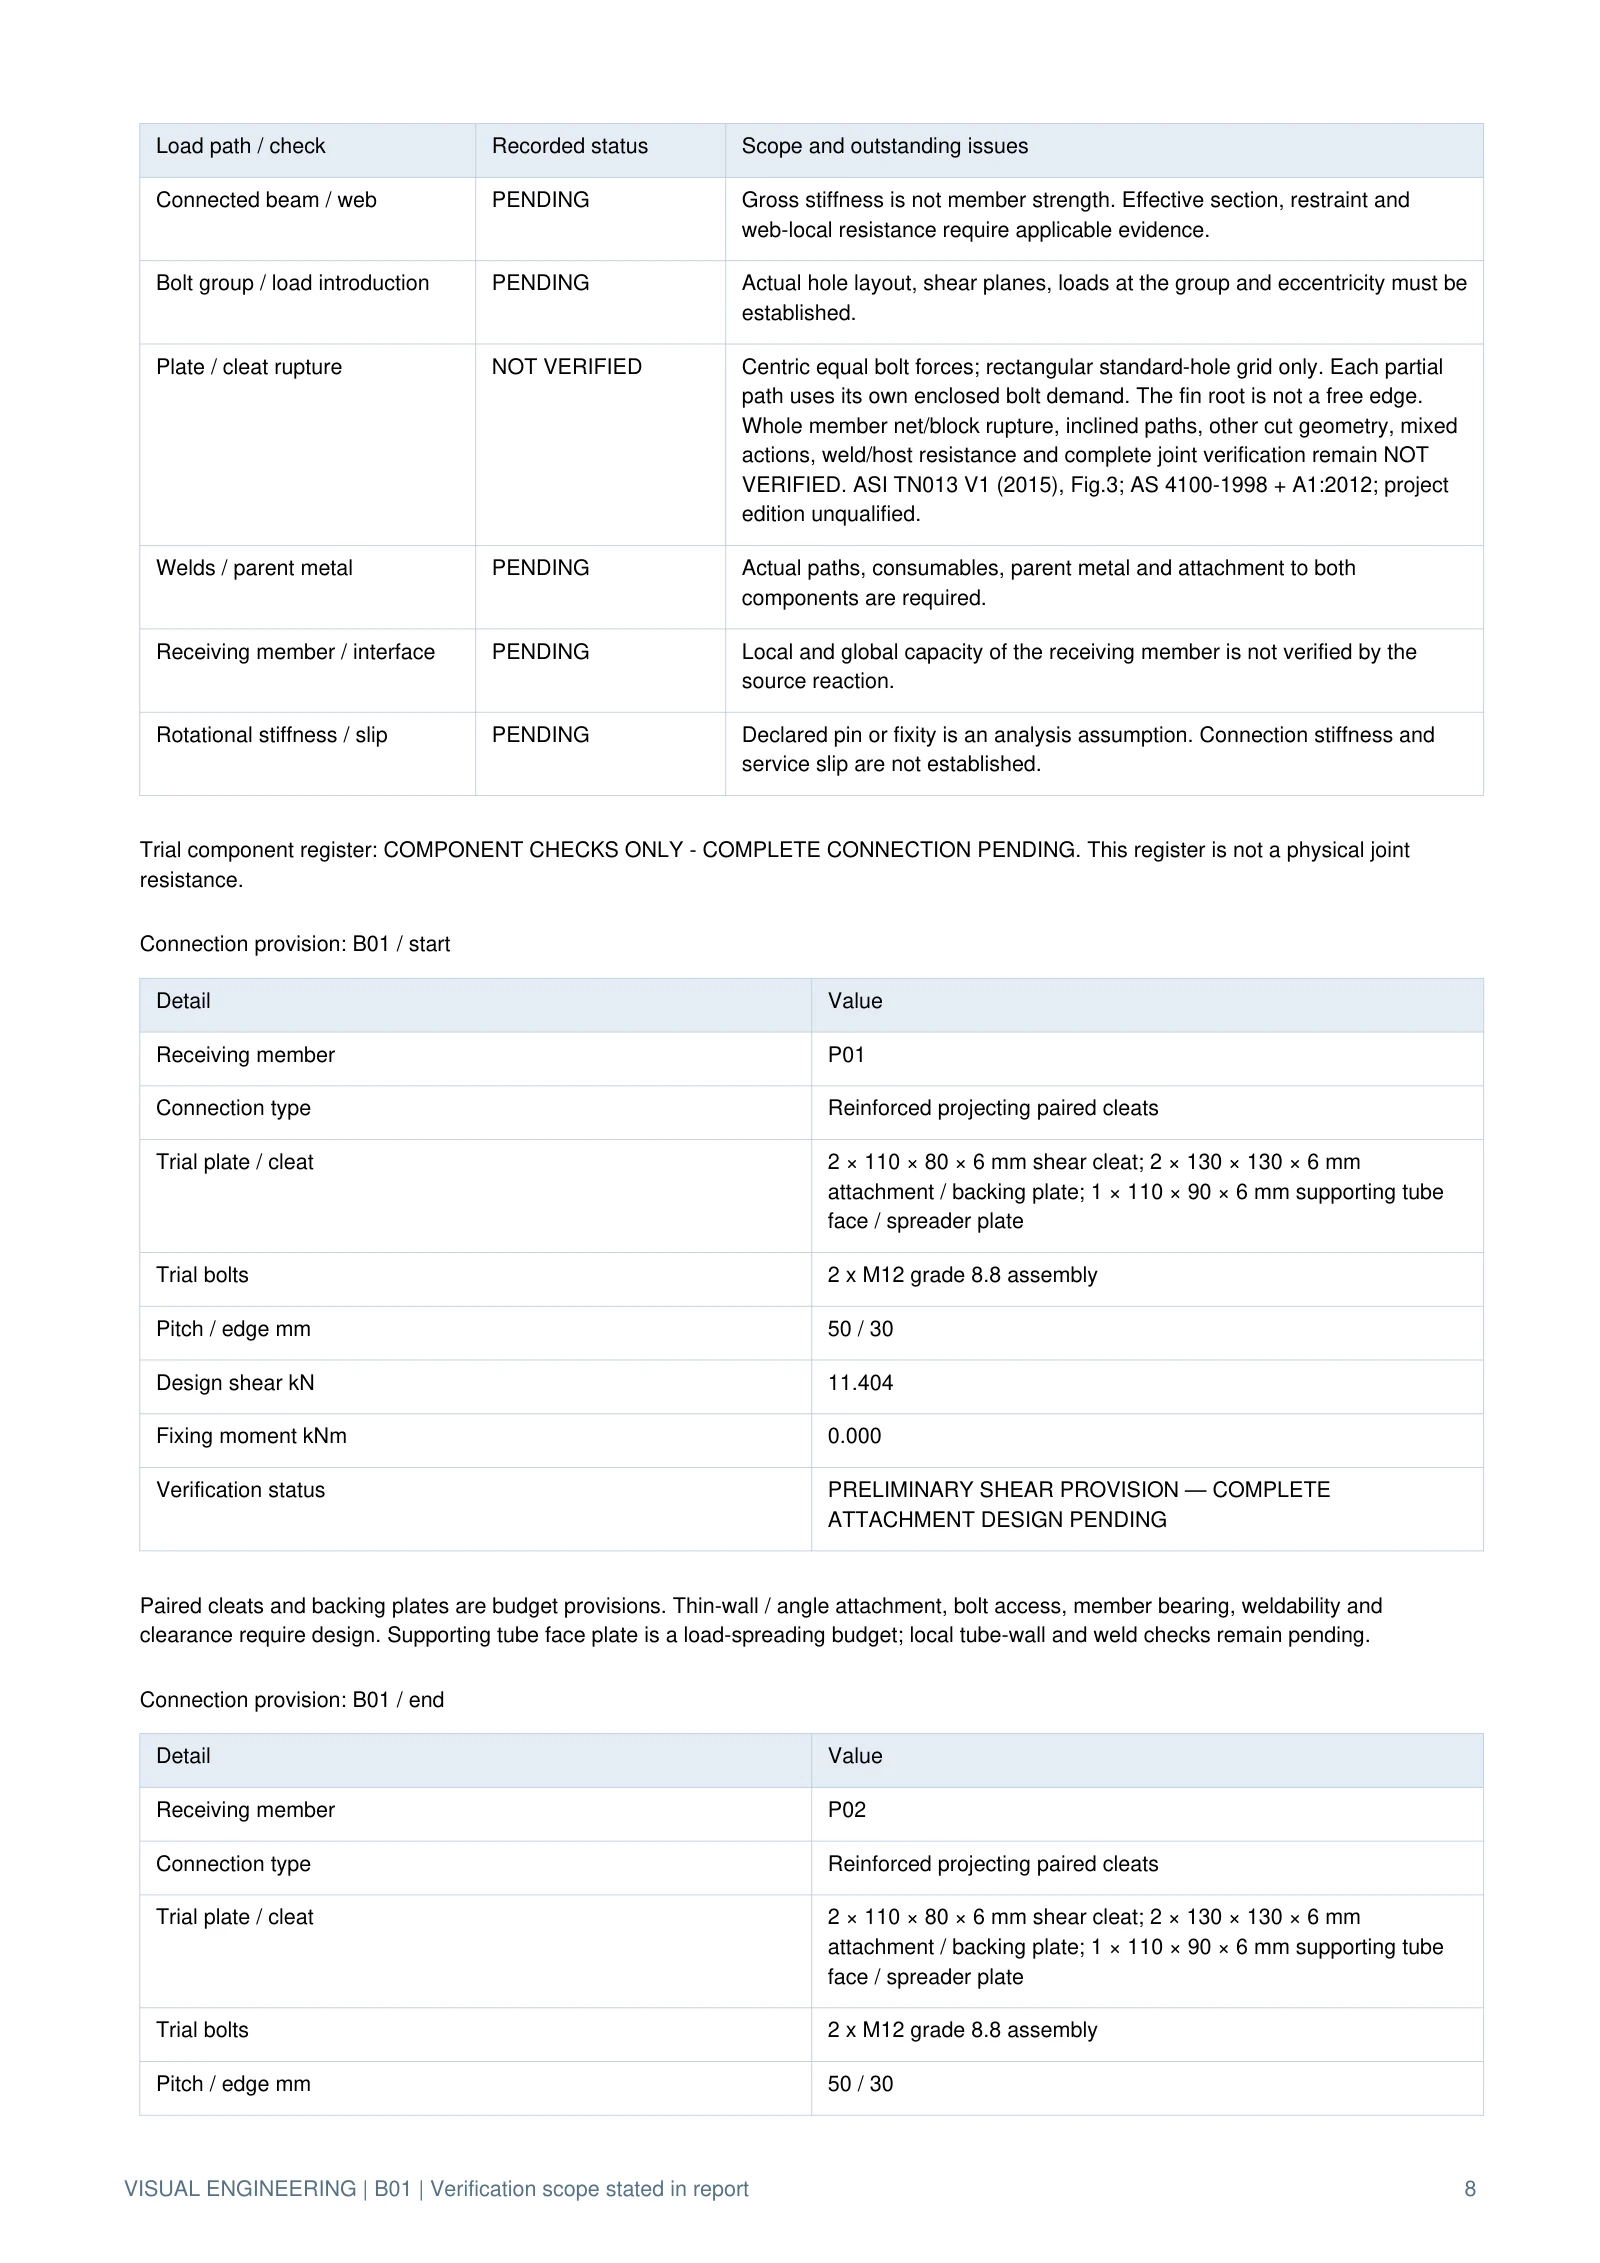 Load path / check
Recorded status
Scope and outstanding issues
Connected beam / web
PENDING
Gross stiffness is not member strength. Effective section, restraint and
web-local resistance require applicable evidence.
Bolt group / load introduction
PENDING
Actual hole layout, shear planes, loads at the group and eccentricity must be
established.
Plate / cleat rupture
NOT VERIFIED
Centric equal bolt forces; rectangular standard-hole grid only. Each partial
path uses its own enclosed bolt demand. The fin root is not a free edge.
Whole member net/block rupture, inclined paths, other cut geometry, mixed
actions, weld/host resistance and complete joint verification remain NOT
VERIFIED. ASI TN013 V1 (2015), Fig.3; AS 4100-1998 + A1:2012; project
edition unqualified.
Welds / parent metal
PENDING
Actual paths, consumables, parent metal and attachment to both
components are required.
Receiving member / interface
PENDING
Local and global capacity of the receiving member is not verified by the
source reaction.
Rotational stiffness / slip
PENDING
Declared pin or fixity is an analysis assumption. Connection stiffness and
service slip are not established.
Trial component register: COMPONENT CHECKS ONLY - COMPLETE CONNECTION PENDING. This register is not a physical joint
resistance.
Connection provision: B01 / start
Detail
Value
Receiving member
P01
Connection type
Reinforced projecting paired cleats
Trial plate / cleat
2 × 110 × 80 × 6 mm shear cleat; 2 × 130 × 130 × 6 mm
attachment / backing plate; 1 × 110 × 90 × 6 mm supporting tube
face / spreader plate
Trial bolts
2 x M12 grade 8.8 assembly
Pitch / edge mm
50 / 30
Design shear kN
11.404
Fixing moment kNm
0.000
Verification status
PRELIMINARY SHEAR PROVISION — COMPLETE
ATTACHMENT DESIGN PENDING
Paired cleats and backing plates are budget provisions. Thin-wall / angle attachment, bolt access, member bearing, weldability and
clearance require design. Supporting tube face plate is a load-spreading budget; local tube-wall and weld checks remain pending.
Connection provision: B01 / end
Detail
Value
Receiving member
P02
Connection type
Reinforced projecting paired cleats
Trial plate / cleat
2 × 110 × 80 × 6 mm shear cleat; 2 × 130 × 130 × 6 mm
attachment / backing plate; 1 × 110 × 90 × 6 mm supporting tube
face / spreader plate
Trial bolts
2 x M12 grade 8.8 assembly
Pitch / edge mm
50 / 30
VISUAL ENGINEERING | B01 | Verification scope stated in report
8